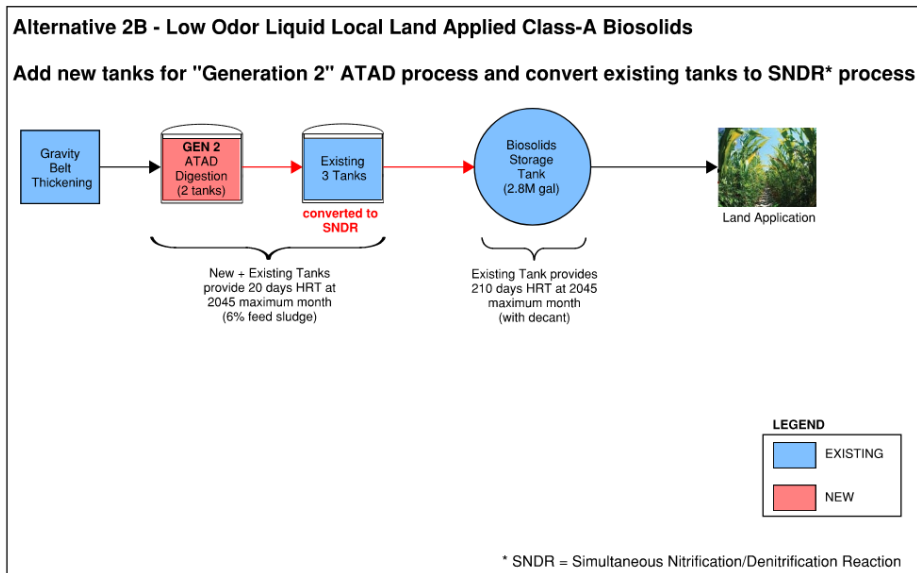 Alternative 2B - Low Odor Liquid Local Land Applied Class-A Biosolids
Add new tanks for "Generation 2" ATAD process and convert existing tanks to SNDR* process
Gravity
Belt
Thickening
GEN 2
ATAD
Digestion
(2 tanks)
Existing
3 Tanks
converted to
SNDR
Biosolids
Storage
Tank
(2.8M gal)
Land Application
New + Existing Tanks
provide 20 days HRT at
2045 maximum month
(6% feed sludge)
Existing Tank provides
210 days HRT at 2045
maximum month
(with decant)
LEGEND
EXISTING
NEW
* SNDR = Simultaneous Nitrification/Denitrification Reaction